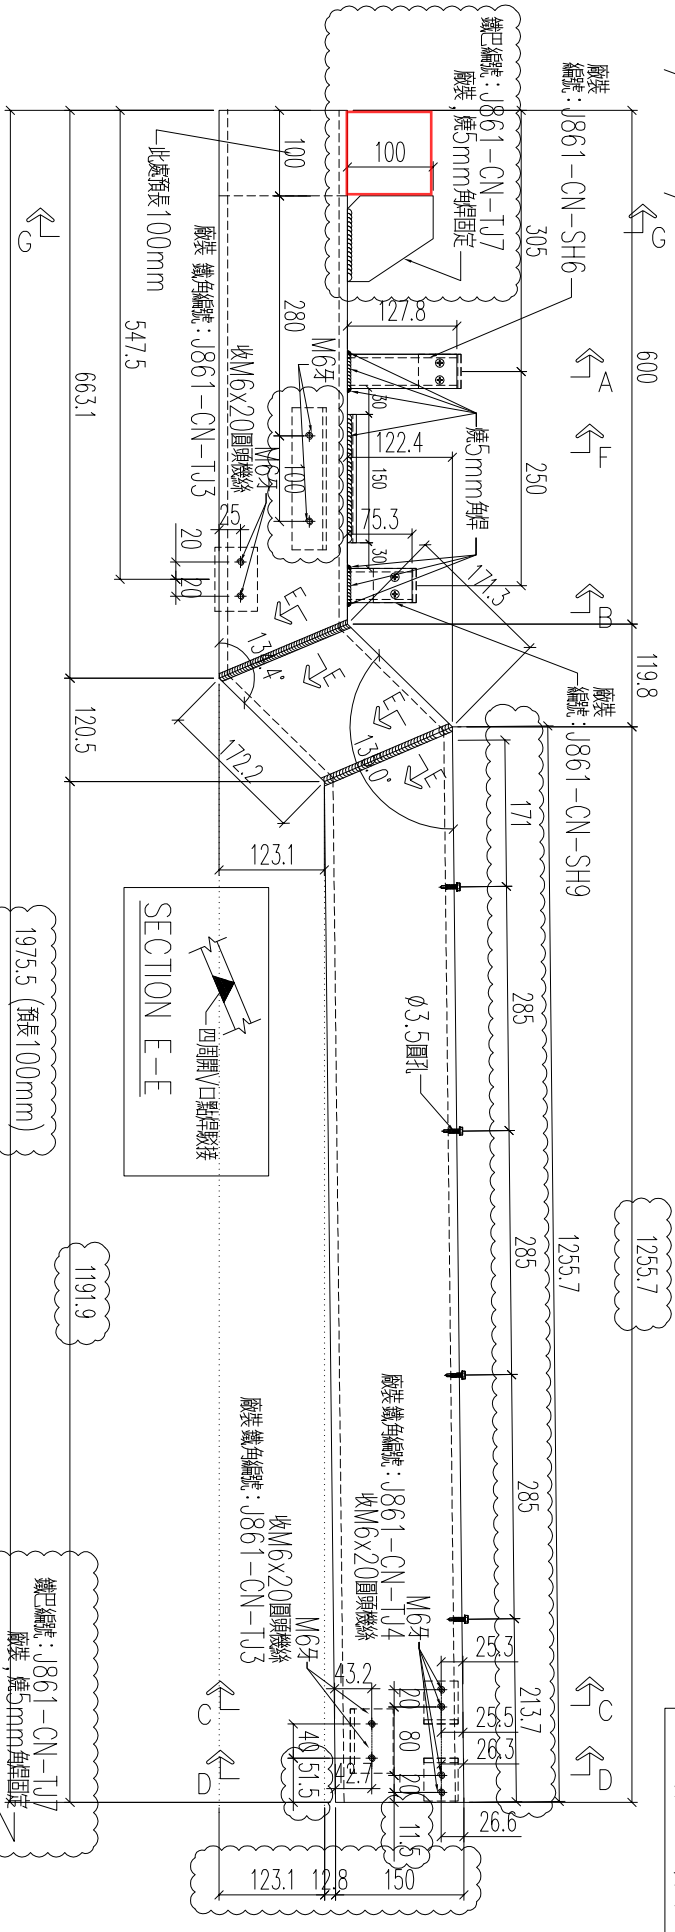 鐵巴編號:J861-CN-TJ7
廠裝,燒5mm角焊固定
廠裝
編號:J861-CN-SH6
100
100
此處預長100mm
G
G
305
600
127.8
280
547.5
663.1
廠裝 鐵角編號:J861-CN-TJ3
收M6x20圓頭機絲
M6牙
M6牙
100
25
20
20
A
F
B
30
150
30
122.4
75.3
燒5mm角焊
250
171.3
119.8
廠裝
編號:J861-CN-SH9
E
E
E
E
172.2
120.5
123.1
SECTION E-E
四周開V口點焊駁接
171
285
285
285
Ø3.5圓孔
1255.7
1255.7
1975.5 (預長100mm)
1191.9
廠裝 鐵角編號:J861-CN-TJ4
收M6x20圓頭機絲
M6牙
廠裝 鐵角編號:J861-CN-TJ3
收M6x20圓頭機絲
M6牙
25.3
213.7
25.5
26.3
26.6
43.2
20
80
20
40
51.5
42.7
11.5
C
C
D
D
123.1
12.8
150
鐵巴編號:J861-CN-TJ7
廠裝,燒5mm角焊固定